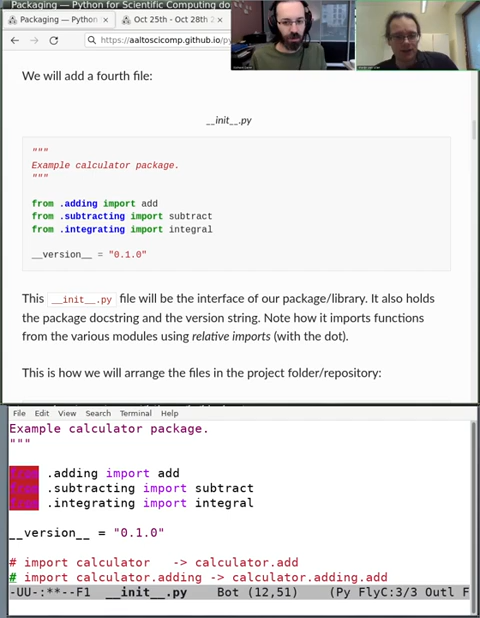 Packaging — Python for Scientific Computing do
Packaging — Python
Oct 25th - Oct 28th 2
https://aaltoscicomp.github.io/py
We will add a fourth file:
__init__.py
"""
Example calculator package.
"""
from .adding import add
from .subtracting import subtract
from .integrating import integral
__version__ = "0.1.0"
This __init__.py file will be the interface of our package/library. It also holds
the package docstring and the version string. Note how it imports functions
from the various modules using relative imports (with the dot).
This is how we will arrange the files in the project folder/repository:
File Edit View Search Terminal Help
Example calculator package.
"""
from .adding import add
from .subtracting import subtract
from .integrating import integral
__version__ = "0.1.0"
# import calculator -> calculator.add
# import calculator.adding -> calculator.adding.add
-UU-:**--F1 __init__.py Bot (12,51) (Py FlyC:3/3 Outl F